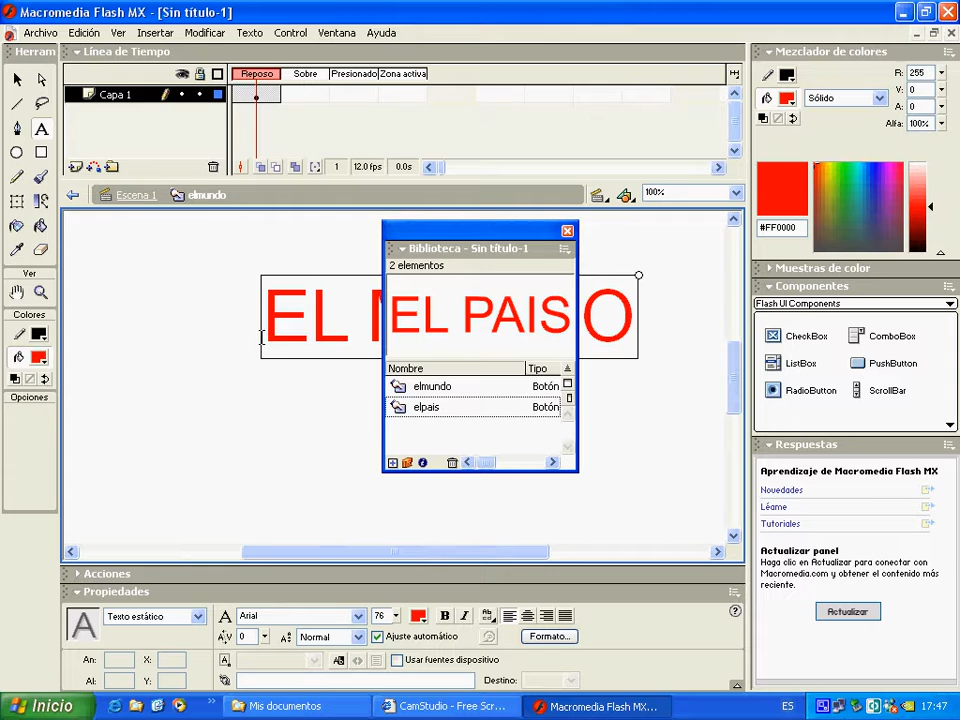 Macromedia Flash MX - [Sin título-1]
Archivo Edición Ver Insertar Modificar Texto Control Ventana Ayuda
Herram
Línea de Tiempo
Reposo Sobre Presionado Zona activa
Capa 1
1 12.0 fps 0.0s
Escena 1 elmundo 100%
Ver
Colores
Opciones
EL M
O
Biblioteca - Sin título-1
2 elementos
EL PAIS
Nombre Tipo
elmundo Botón
elpais Botón
Mezclador de colores
R: 255
Sólido V: 0
A: 0
Alfa: 100%
#FF0000
Muestras de color
Componentes
Flash UI Components
CheckBox ComboBox
ListBox PushButton
RadioButton ScrollBar
Respuestas
Aprendizaje de Macromedia Flash MX
Novedades
Léame
Tutoriales
Actualizar panel
Haga clic en Actualizar para conectar con
Macromedia.com y obtener el contenido más
reciente.
Actualizar
Acciones
Propiedades
A Texto estático A Arial 76 B I
A\V 0 Normal Ajuste automático Formato...
An: X: Usar fuentes dispositivo
Al: Y: Destino:
Inicio Mis documentos CamStudio - Free Scr... Macromedia Flash MX... ES 17:47